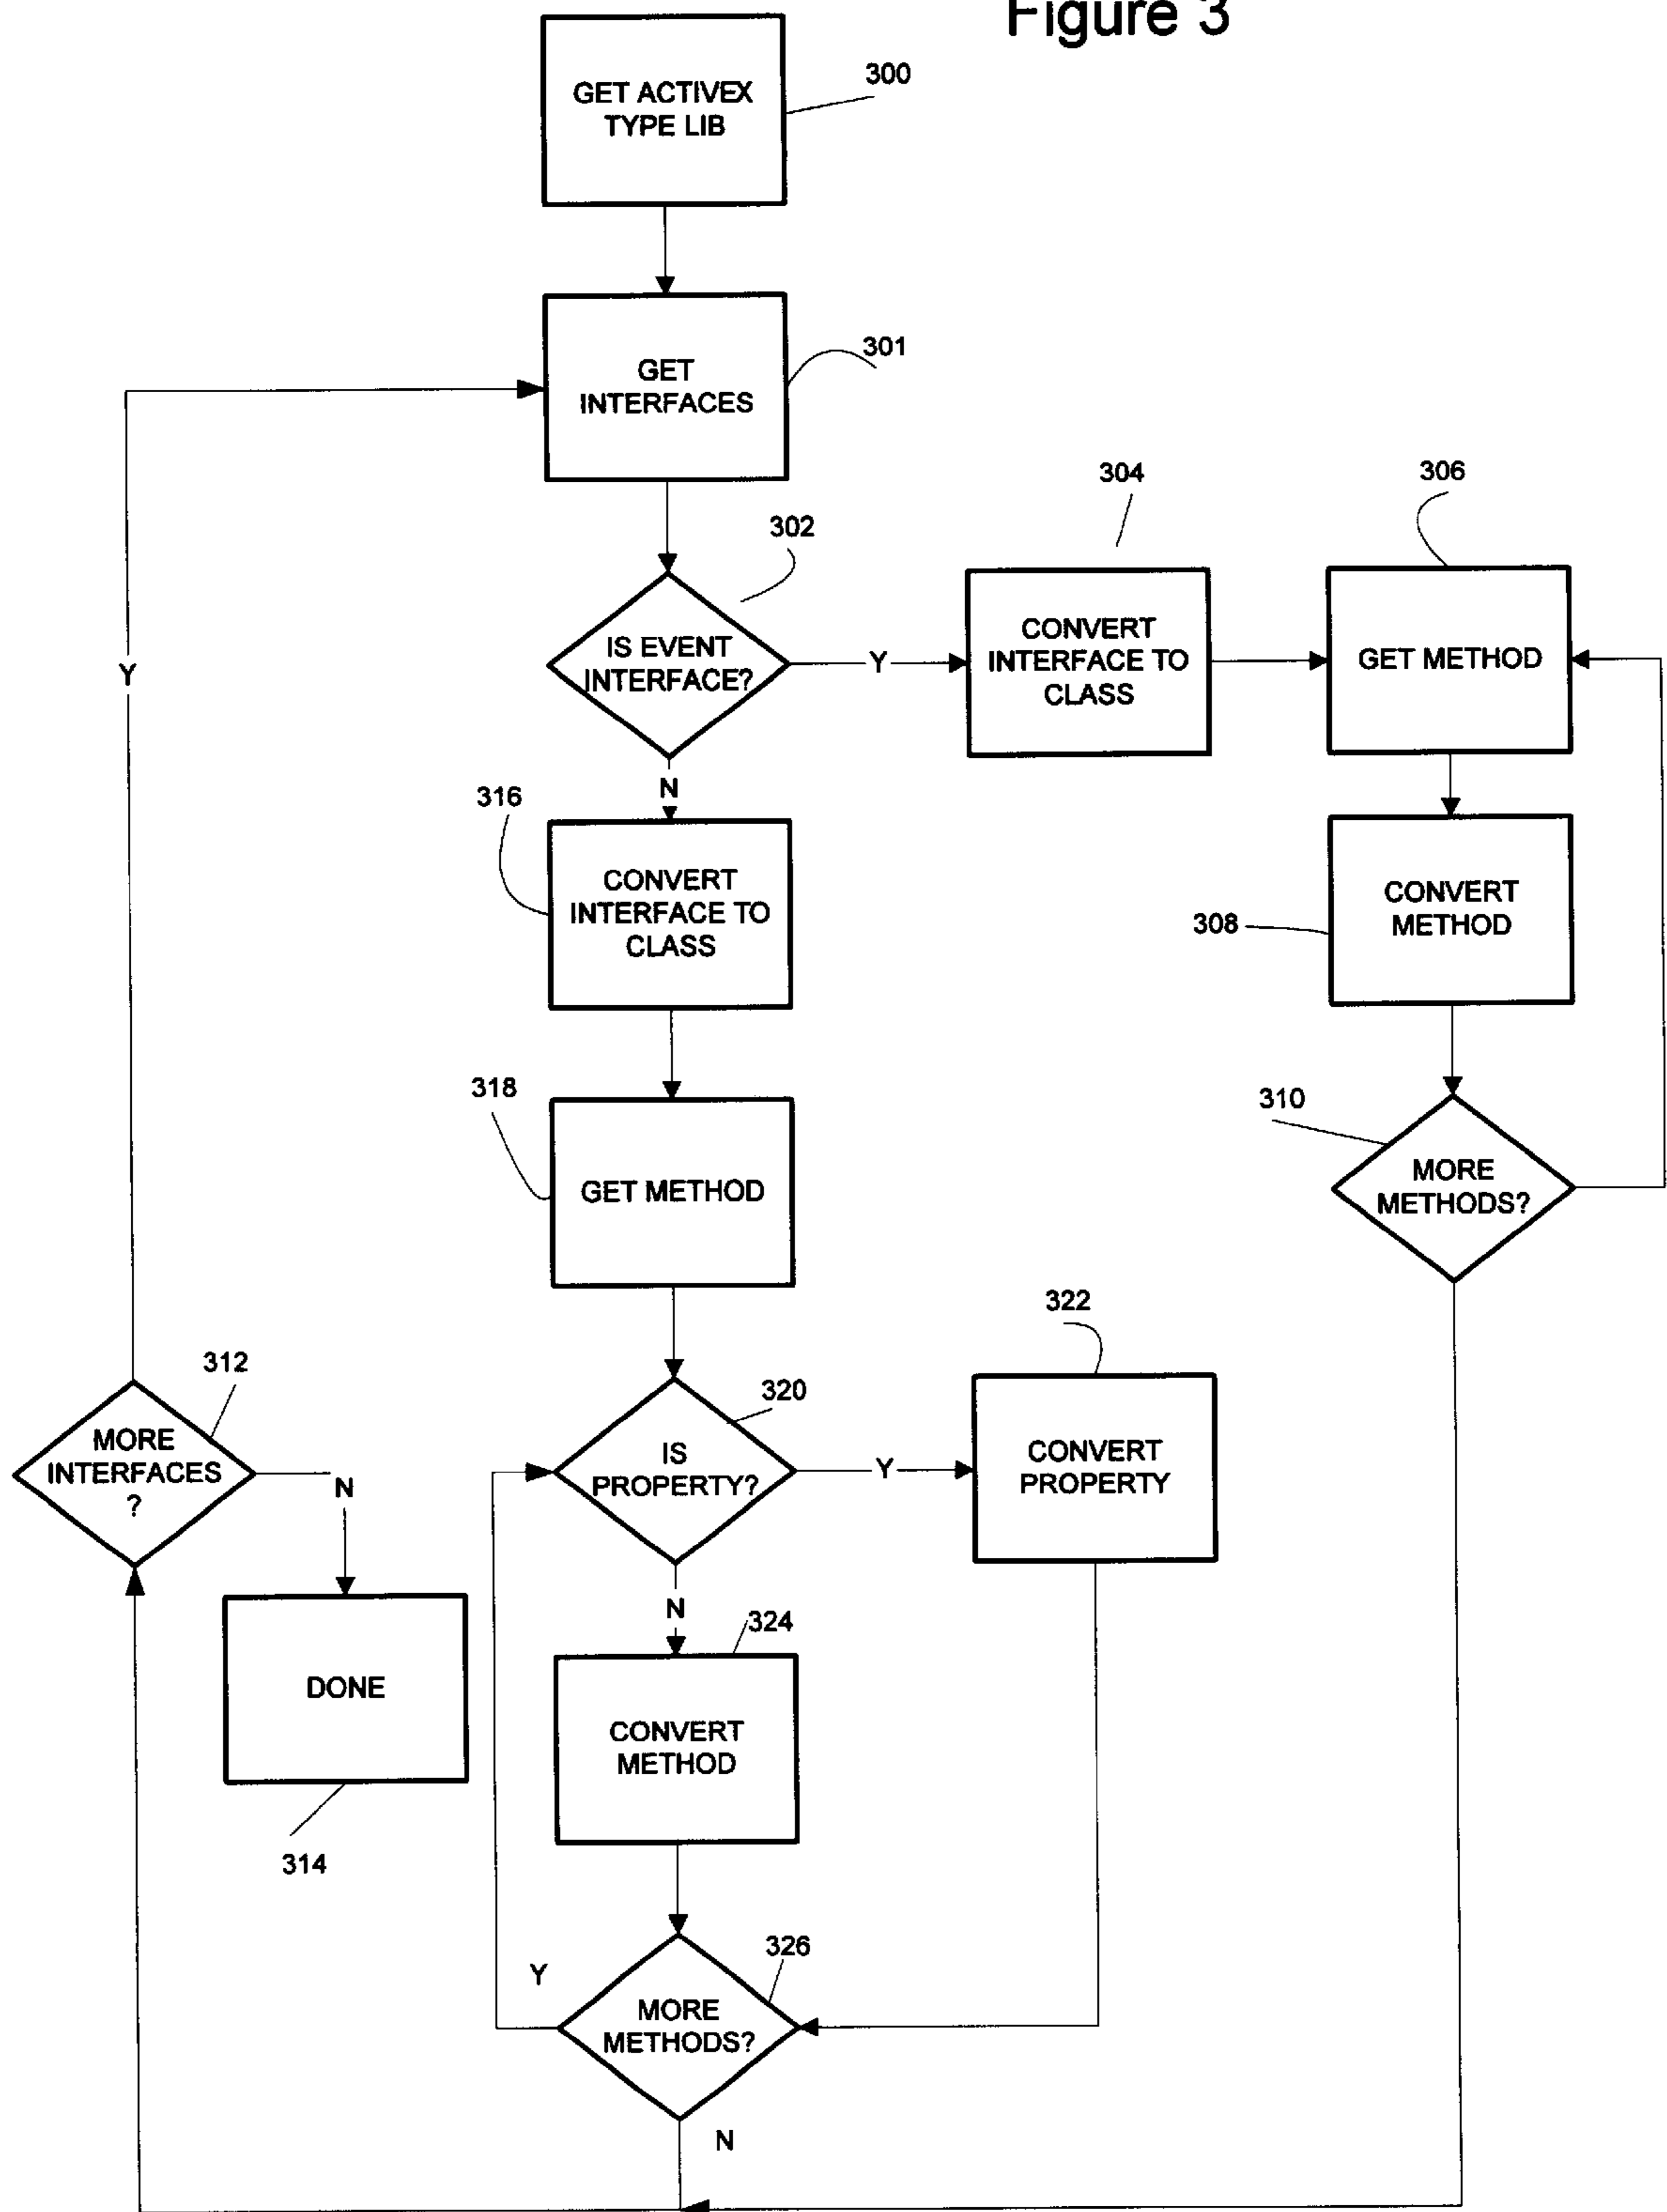 Figure 3
GET ACTIVEX
TYPE LIB
300
GET
INTERFACES
301
302
IS EVENT
INTERFACE?
Y
304
CONVERT
INTERFACE TO
CLASS
306
GET METHOD
Y
N
316
CONVERT
INTERFACE TO
CLASS
308
CONVERT
METHOD
318
GET METHOD
310
MORE
METHODS?
312
MORE
INTERFACES
?
N
320
IS
PROPERTY?
Y
322
CONVERT
PROPERTY
N
324
CONVERT
METHOD
DONE
314
326
Y
MORE
METHODS?
N